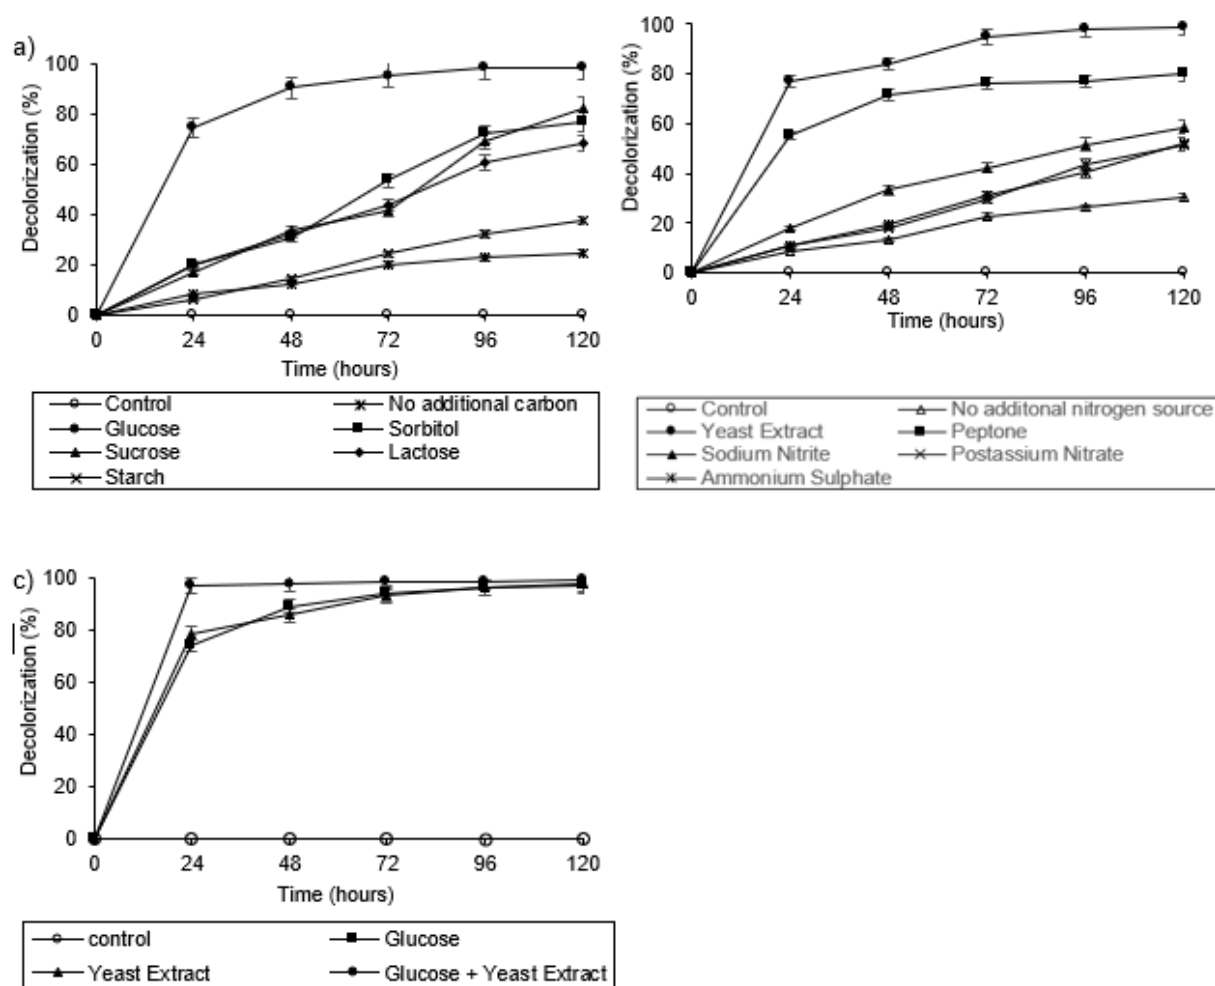 a)
Decolorization (%)
100
80
60
40
20
0
0 24 48 72 96 120
Time (hours)
Control No additional carbon
Glucose Sorbitol
Sucrose Lactose
Starch
Decolorization (%)
100
80
60
40
20
0
0 24 48 72 96 120
Time (hours)
Control No additonal nitrogen source
Yeast Extract Peptone
Sodium Nitrite Postassium Nitrate
Ammonium Sulphate
c)
Decolorization (%)
100
80
60
40
20
0
0 24 48 72 96 120
Time (hours)
control Glucose
Yeast Extract Glucose + Yeast Extract